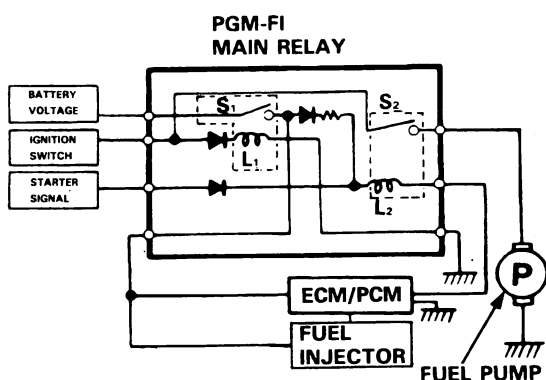 PGM-FI
MAIN RELAY
BATTERY
VOLTAGE
IGNITION
SWITCH
STARTER
SIGNAL
S1
L1
S2
L2
ECM/PCM
FUEL
INJECTOR
P
FUEL PUMP